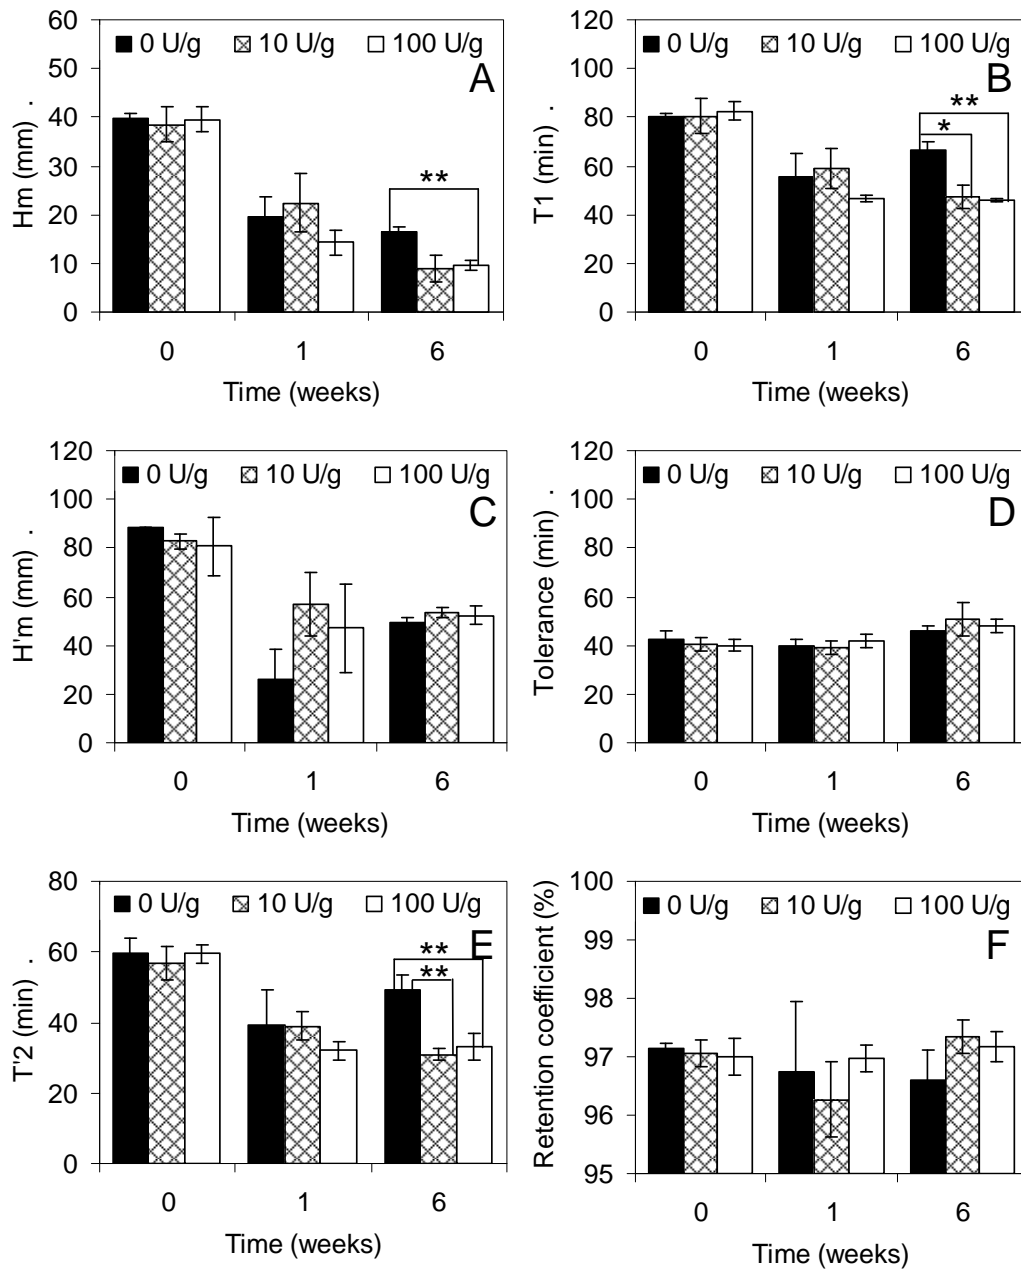 60
50
40
30
20
10
0
Hm (mm) .
0 U/g 10 U/g 100 U/g
A
**
0 1 6
Time (weeks)
120
100
80
60
40
20
0
T1 (min) .
0 U/g 10 U/g 100 U/g
B
**
*
0 1 6
Time (weeks)
120
100
80
60
40
20
0
H'm (mm) .
0 U/g 10 U/g 100 U/g
C
0 1 6
Time (weeks)
120
100
80
60
40
20
0
Tolerance (min) .
0 U/g 10 U/g 100 U/g
D
0 1 6
Time (weeks)
80
60
40
20
0
T'2 (min) .
0 U/g 10 U/g 100 U/g
E
**
**
0 1 6
Time (weeks)
100
99
98
97
96
95
Retention coefficient (%)
0 U/g 10 U/g 100 U/g
F
0 1 6
Time (weeks)